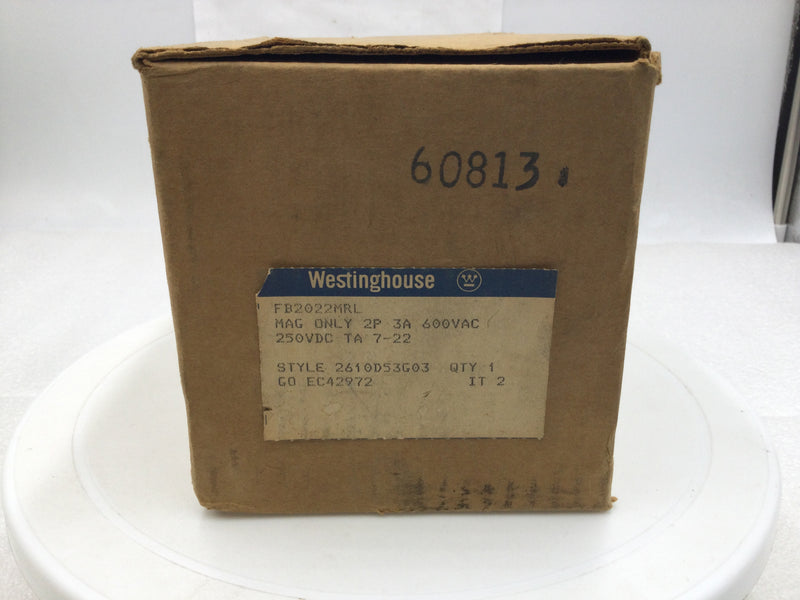 60813.
Westinghouse W
FB2022MRL
MAG ONLY 2P 3A 600VAC
250VDC TA 7-22
STYLE 2610D53G03 QTY 1
GO EC42972 IT 2